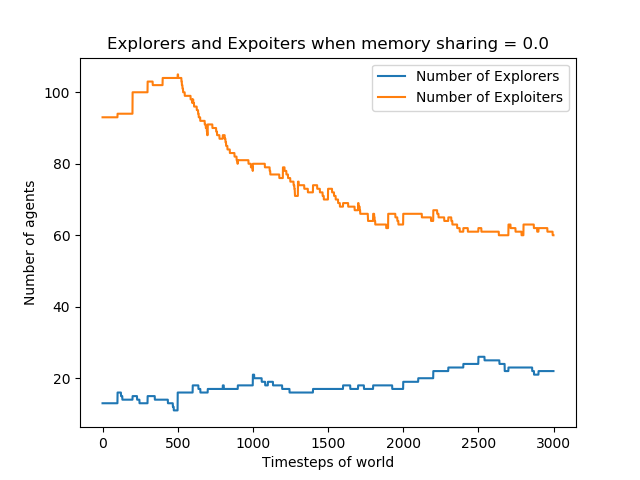 Explorers and Expoiters when memory sharing = 0.0
Number of Explorers
Number of Exploiters
Number of agents
100
80
60
40
20
0 500 1000 1500 2000 2500 3000
Timesteps of world